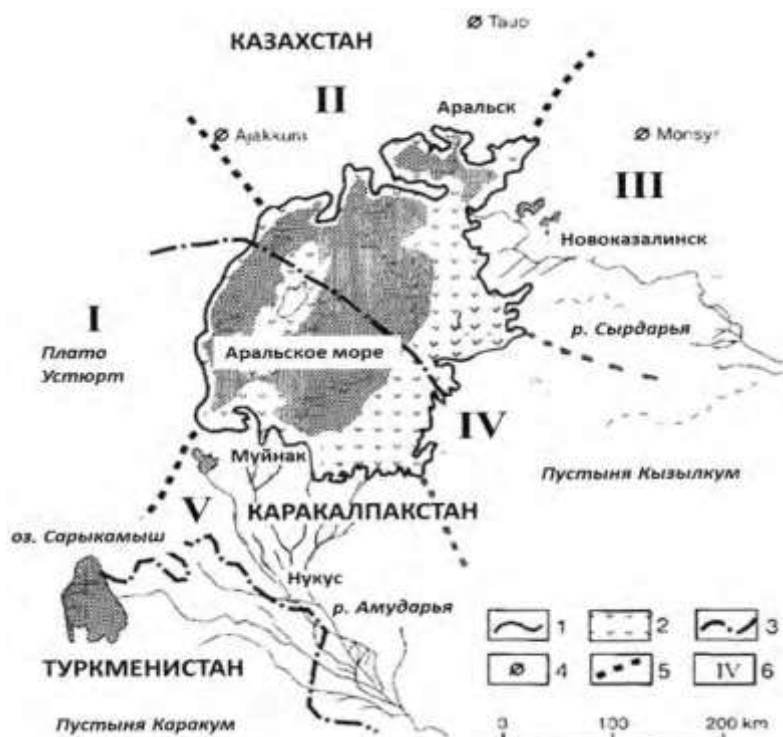 КАЗАХСТАН
II
Аральск
III
Новоказалинск
I
Плато
Устюрт
Аральское море
р. Сырдарья
IV
Муйнак
Пустыня Кызылкум
V
КАРАКАЛПАКСТАН
оз. Сарыкамыш
Нукус
р. Амударья
ТУРКМЕНИСТАН
Пустыня Каракум
1
2
3
4
5
IV
6
0
100
200 km